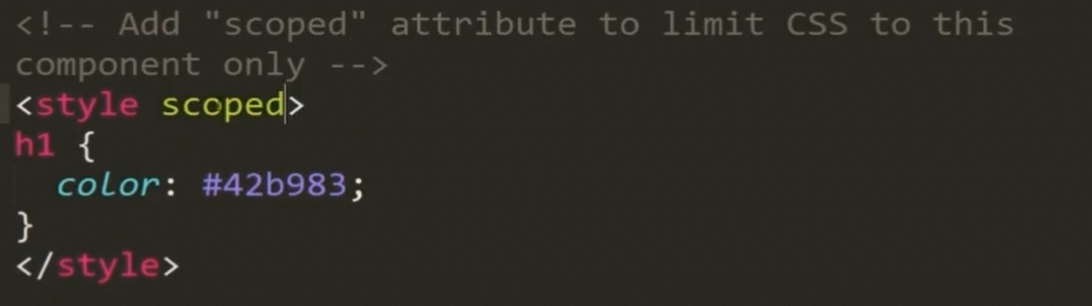 <!-- Add "scoped" attribute to limit CSS to this
component only -->
<style scoped>
h1 {
  color: #42b983;
}
</style>